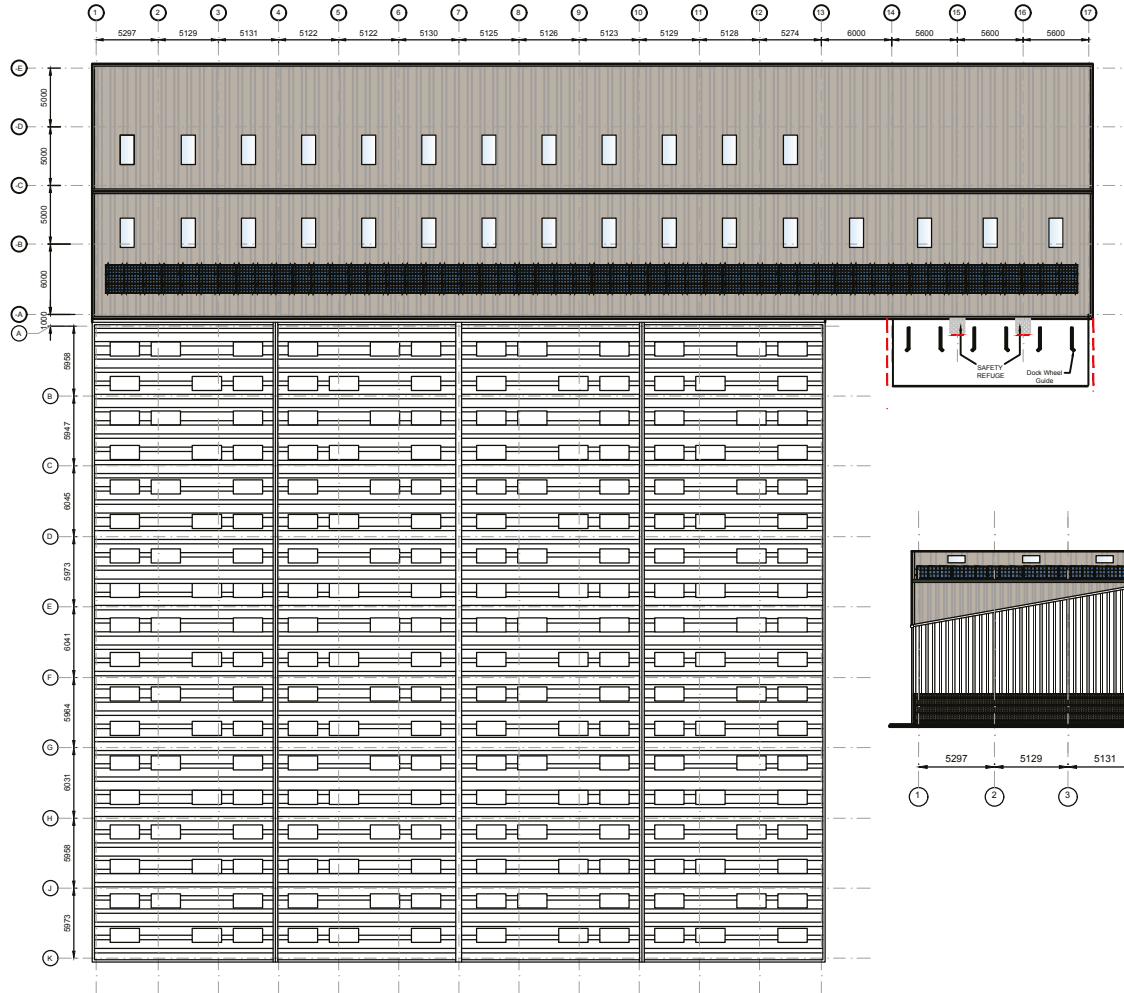 1 2 3 4 5 6 7 8 9 10 11 12 13 14 15 16 17
5297 5129 5131 5122 5122 5130 5125 5126 5123 5129 5128 5274 6000 5600 5600 5600
-E
5000
-D
5000
-C
5000
-B
6000
-A
1000
A
5958
B
5947
C
6045
D
5973
E
6041
F
5964
G
6031
H
5958
J
5973
K
SAFETY
REFUGE
Dock Wheel
Guide
5297 5129 5131
1 2 3